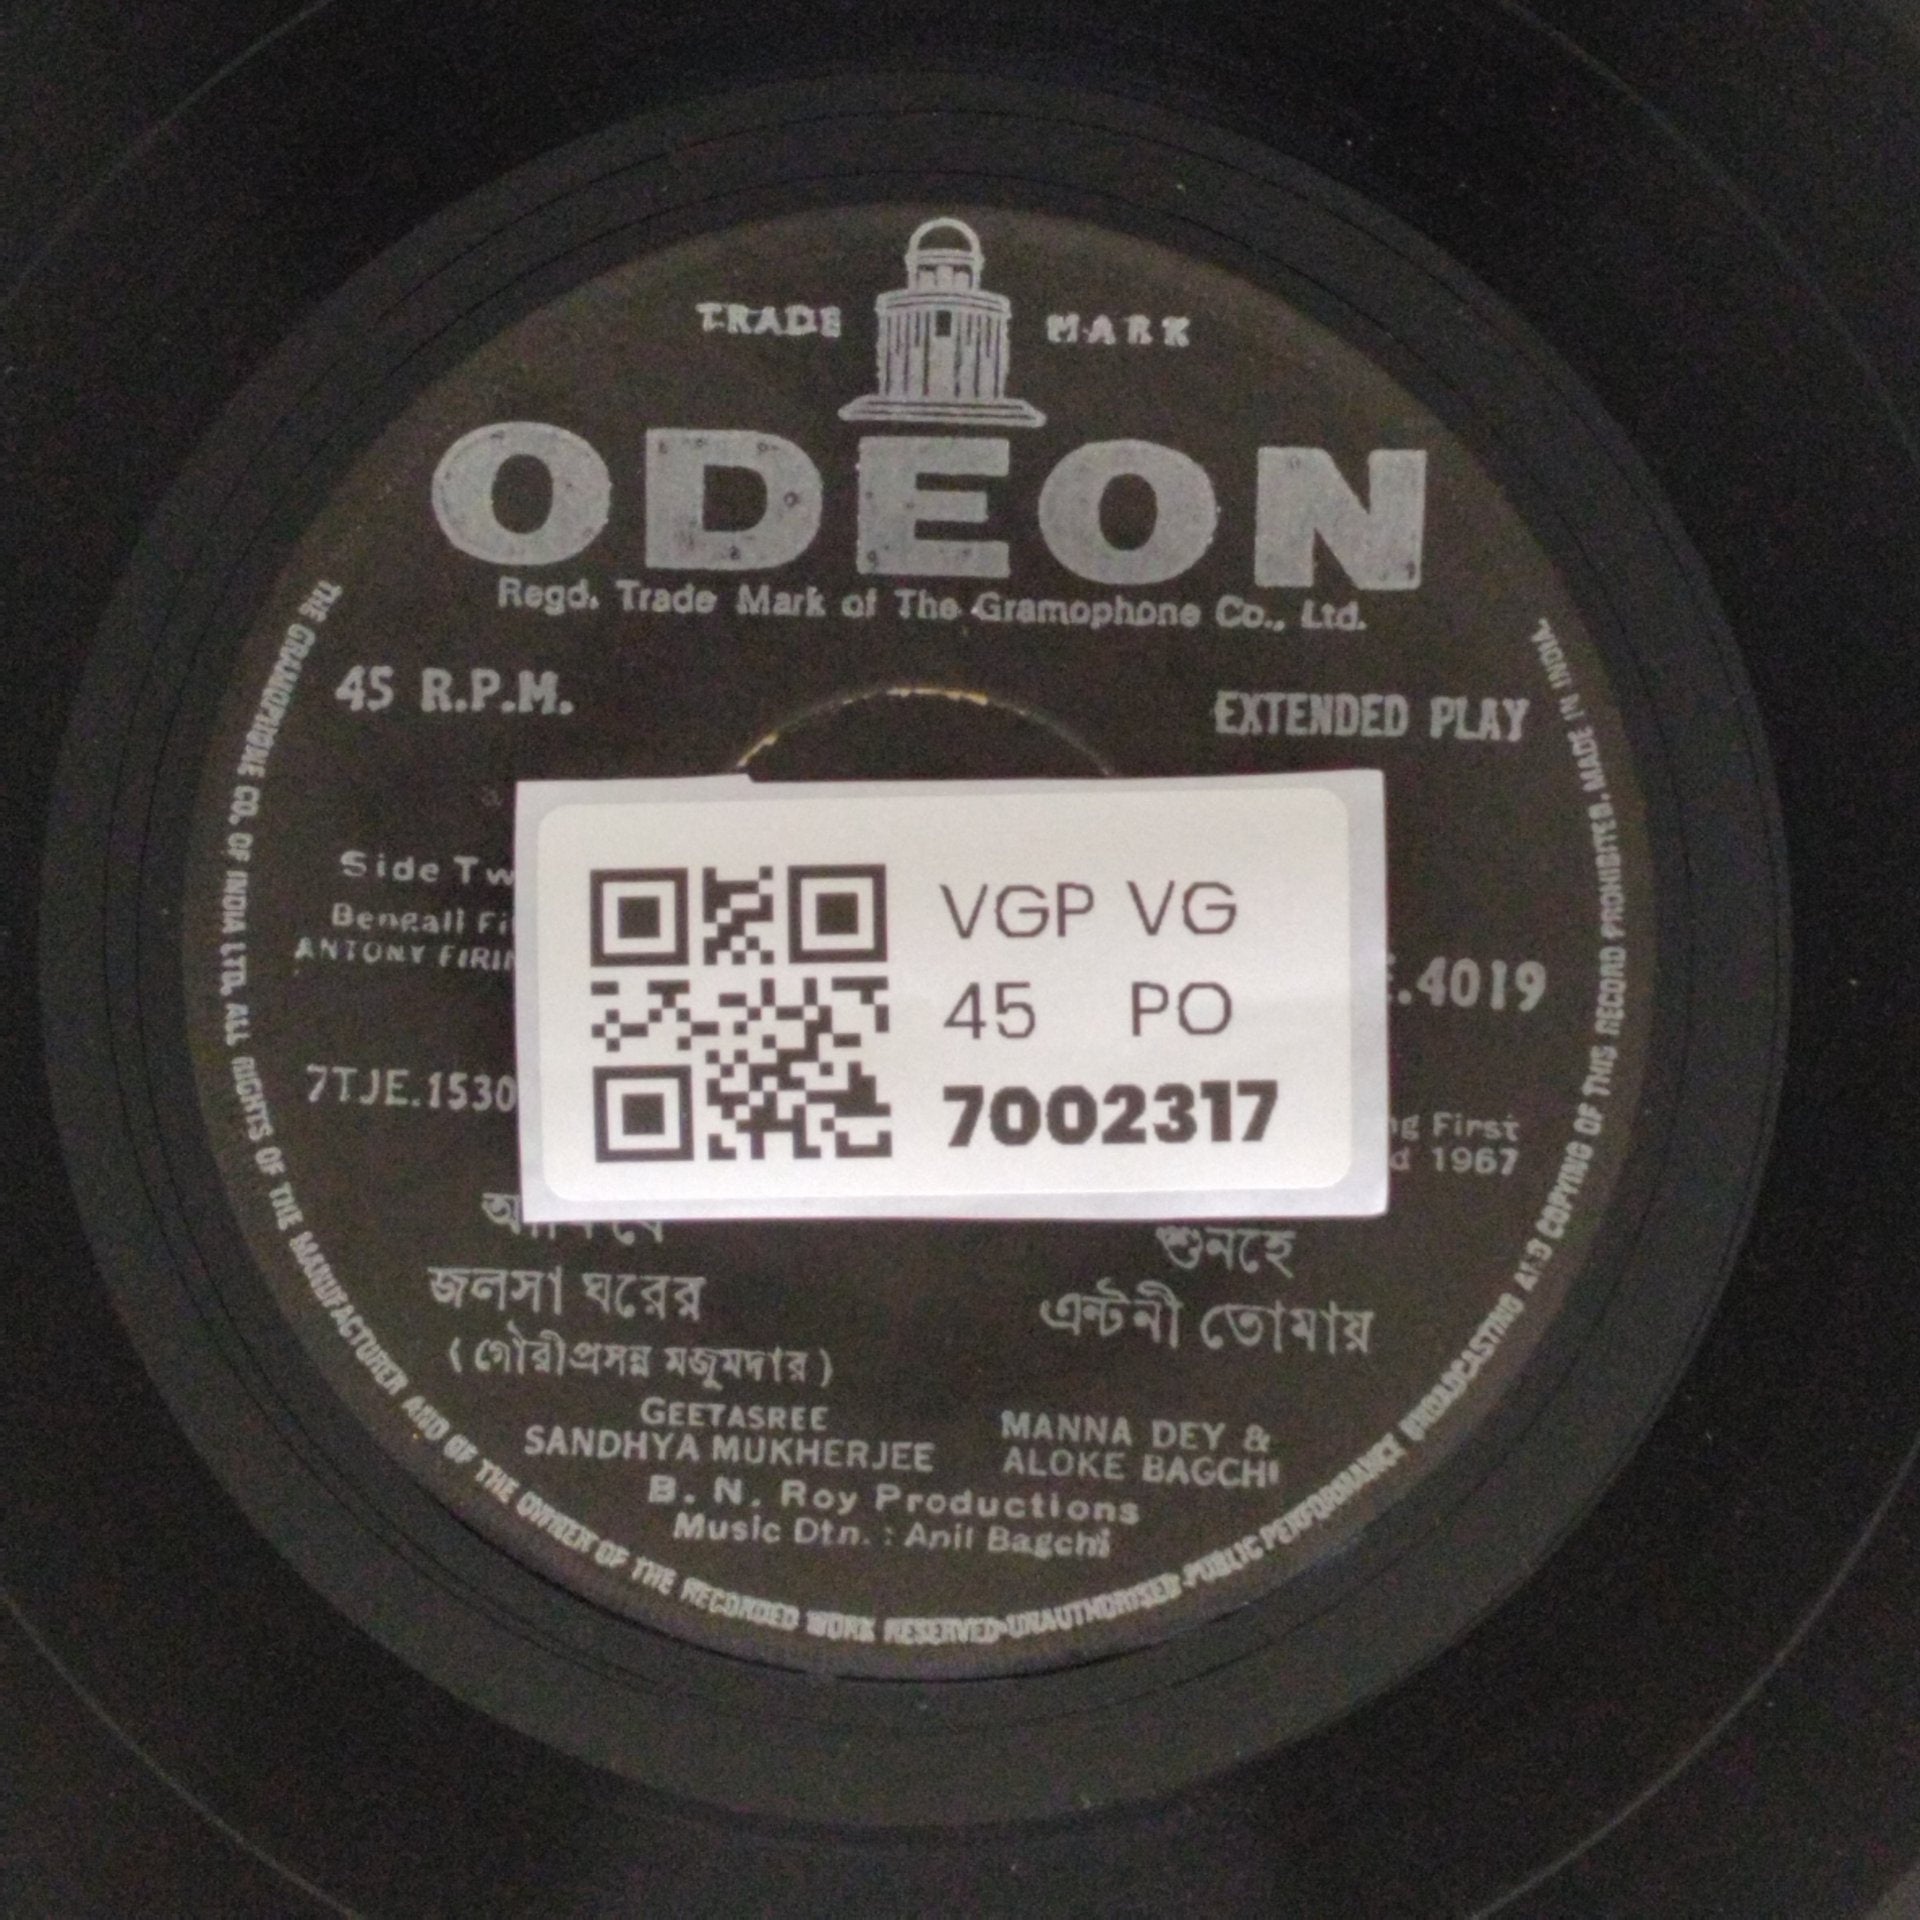 TRADE MARK
ODEON
Regd. Trade Mark of The Gramophone Co., Ltd.
45 R.P.M.
EXTENDED PLAY
Side Tw
Bengali Fi
ANTONY FIRIN
.4019
7TJE.1530
First
1967
VGP VG
45 PO
7002317
জলসা ঘরের
(গৌরীপ্রসন্ন মজুমদার)
GEETASREE
SANDHYA MUKHERJEE
শুনহে
এন্টনী তোমায়
MANNA DEY &
ALOKE BAGCHI
B. N. Roy Productions
Music Dtn. : Anil Bagchi
THE GRAMOPHONE CO. OF INDIA LTD. ALL RIGHTS OF THE MANUFACTURER AND OF THE OWNER OF THE RECORDED WORK RESERVED·UNAUTHORISED PUBLIC PERFORMANCE BROADCASTING AND COPYING OF THIS RECORD PROHIBITED. MADE IN INDIA.